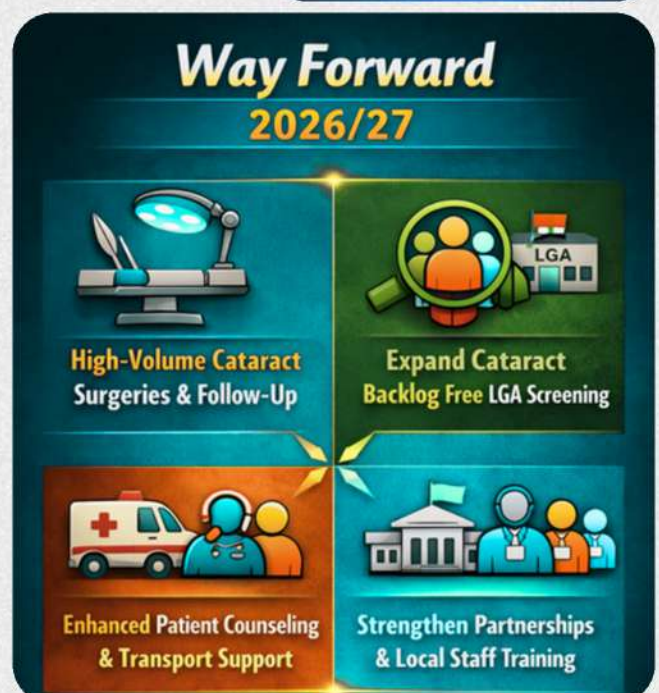 Way Forward
2026/27
High-Volume Cataract
Surgeries & Follow-Up
LGA
Expand Cataract
Backlog Free LGA Screening
Enhanced Patient Counseling
& Transport Support
Strengthen Partnerships
& Local Staff Training